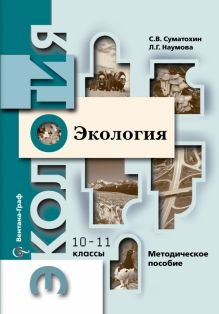 С.В. Суматохин
Л.Г. Наумова
ЭКОЛОГИЯ
Экология
10-11
классы
Методическое
пособие
Вентана-Граф